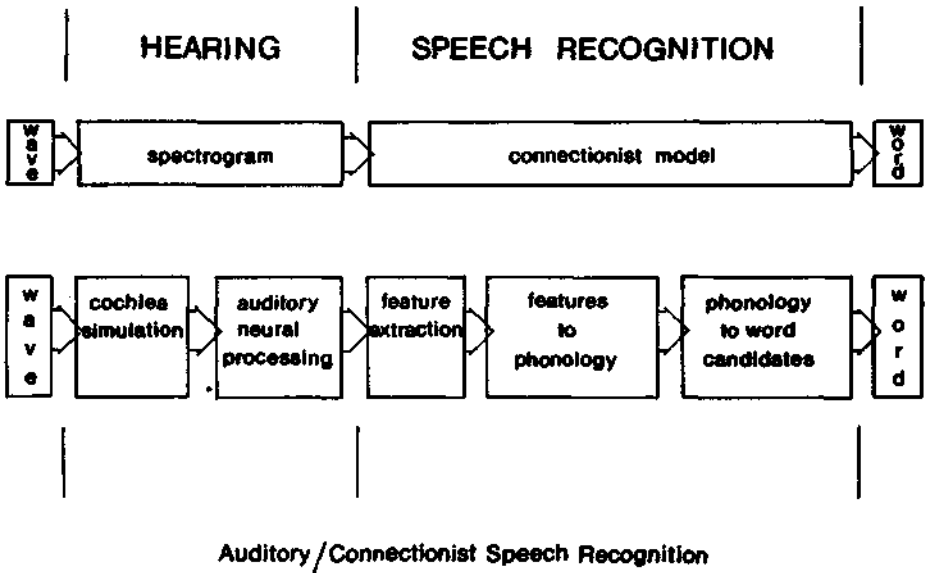 HEARING
SPEECH RECOGNITION
wave
spectrogram
connectionist model
word
wave
cochlea
simulation
auditory
neural
processing
feature
extraction
features
to
phonology
phonology
to word
candidates
word
Auditory/Connectionist Speech Recognition